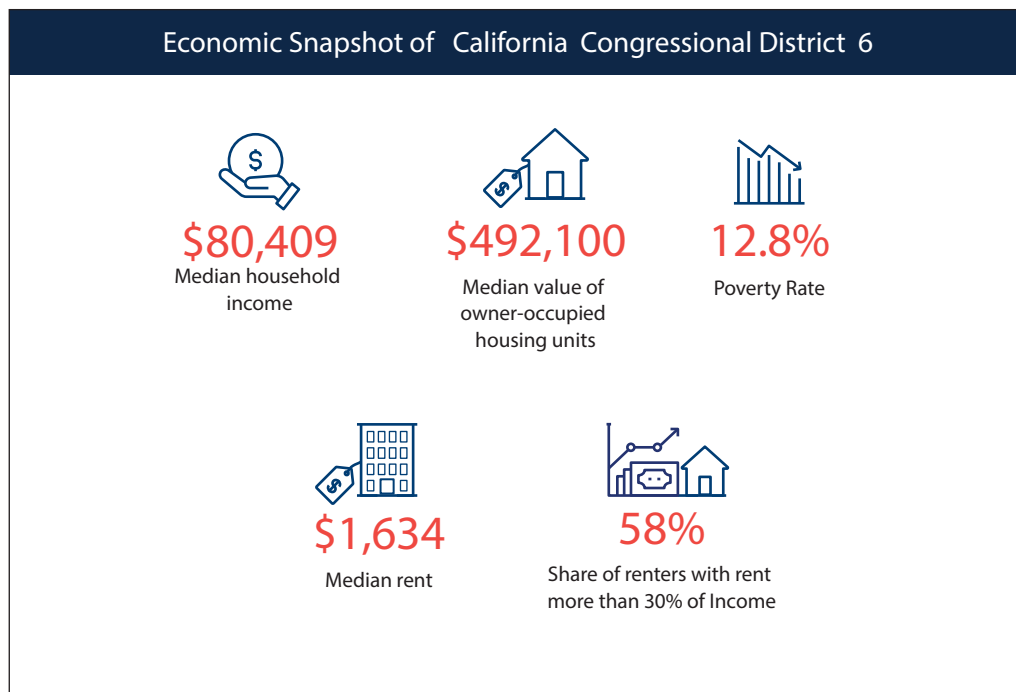 Economic Snapshot of California Congressional District 6
$
$
$80,409
Median household
income
$492,100
Median value of
owner-occupied
housing units
12.8%
Poverty Rate
$
$1,634
Median rent
58%
Share of renters with rent
more than 30% of Income